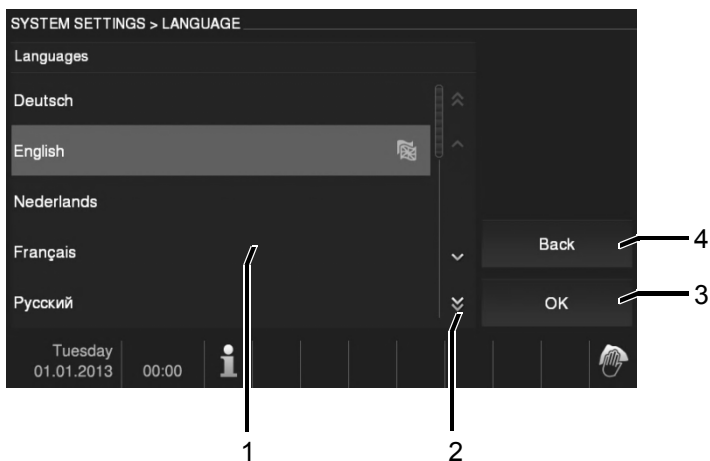 SYSTEM SETTINGS > LANGUAGE
Languages
Deutsch
English
Nederlands
Français
Русский
Back
OK
4
3
Tuesday
01.01.2013
00:00
1
2